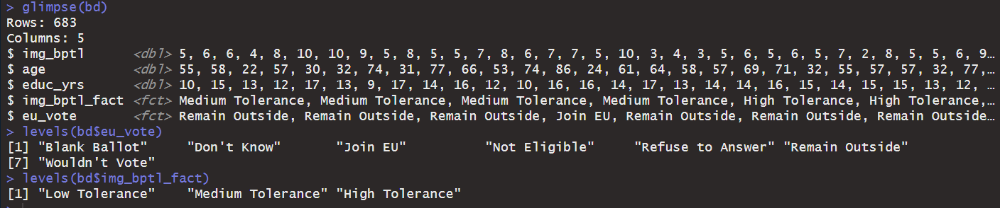 > glimpse(bd)
Rows: 683
Columns: 5
$ img_bptl      <dbl> 5, 6, 6, 4, 8, 10, 10, 9, 5, 8, 5, 5, 7, 8, 6, 7, 7, 5, 10, 3, 4, 3, 5, 6, 5, 6, 5, 7, 2, 8, 5, 5, 6, 9…
$ age           <dbl> 55, 58, 22, 57, 30, 32, 74, 31, 77, 66, 53, 74, 86, 24, 61, 64, 58, 57, 69, 71, 32, 55, 57, 57, 32, 77,…
$ educ_yrs      <dbl> 10, 15, 13, 12, 17, 13, 9, 17, 14, 16, 12, 10, 16, 16, 14, 17, 13, 14, 14, 16, 15, 14, 15, 15, 13, 12, …
$ img_bptl_fact <fct> Medium Tolerance, Medium Tolerance, Medium Tolerance, Medium Tolerance, High Tolerance, High Tolerance,…
$ eu_vote       <fct> Remain Outside, Remain Outside, Remain Outside, Join EU, Remain Outside, Remain Outside, Remain Outside…
> levels(bd$eu_vote)
[1] "Blank Ballot"      "Don't Know"        "Join EU"           "Not Eligible"      "Refuse to Answer" "Remain Outside"
[7] "Wouldn't Vote"
> levels(bd$img_bptl_fact)
[1] "Low Tolerance"    "Medium Tolerance" "High Tolerance"
>